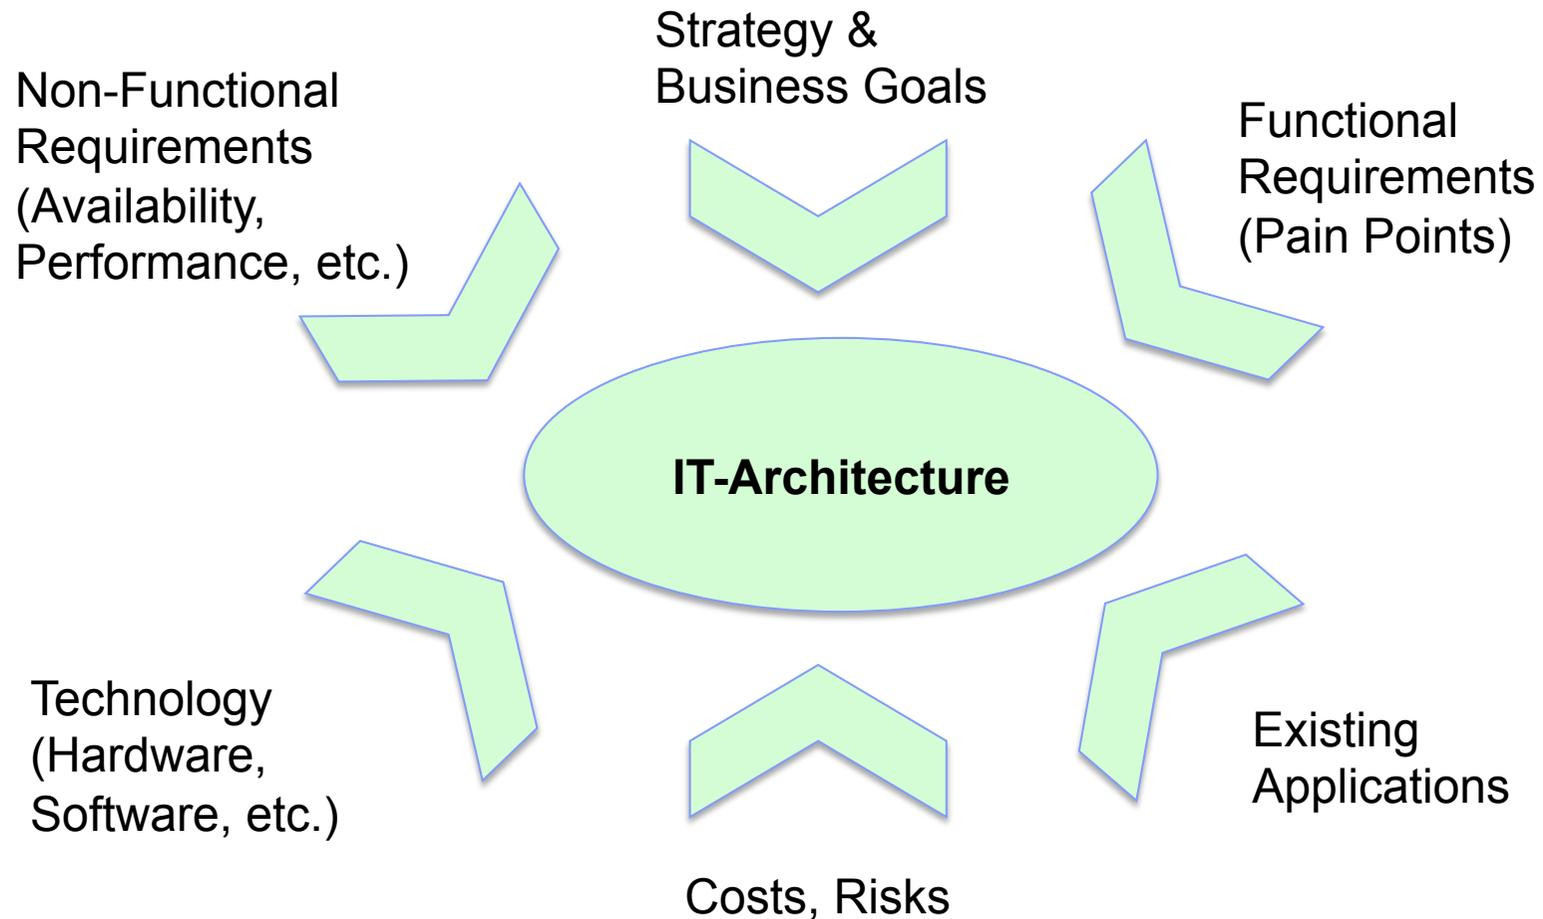 Strategy &
Business Goals
Non-Functional
Requirements
(Availability,
Performance, etc.)
Functional
Requirements
(Pain Points)
IT-Architecture
Technology
(Hardware,
Software, etc.)
Existing
Applications
Costs, Risks